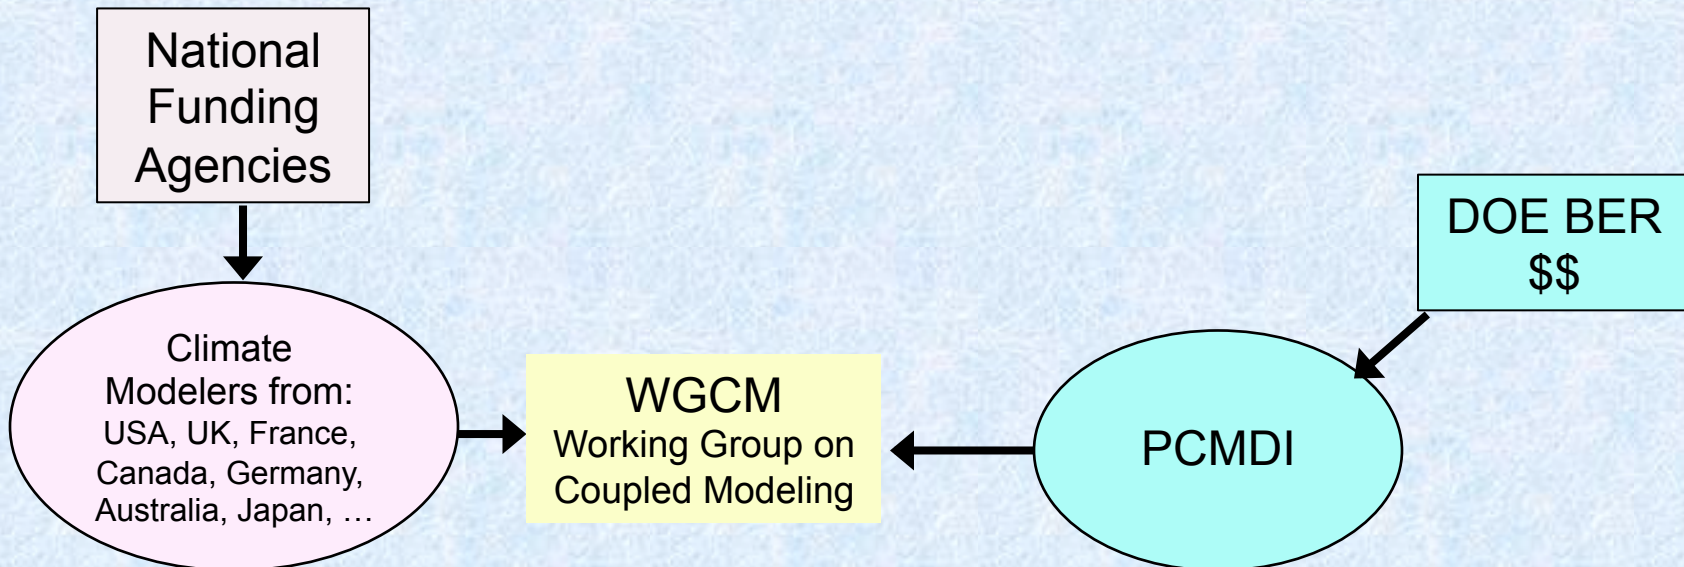 National
Funding
Agencies
DOE BER
$$
Climate
Modelers from:
USA, UK, France,
Canada, Germany,
Australia, Japan, …
WGCM
Working Group on
Coupled Modeling
PCMDI